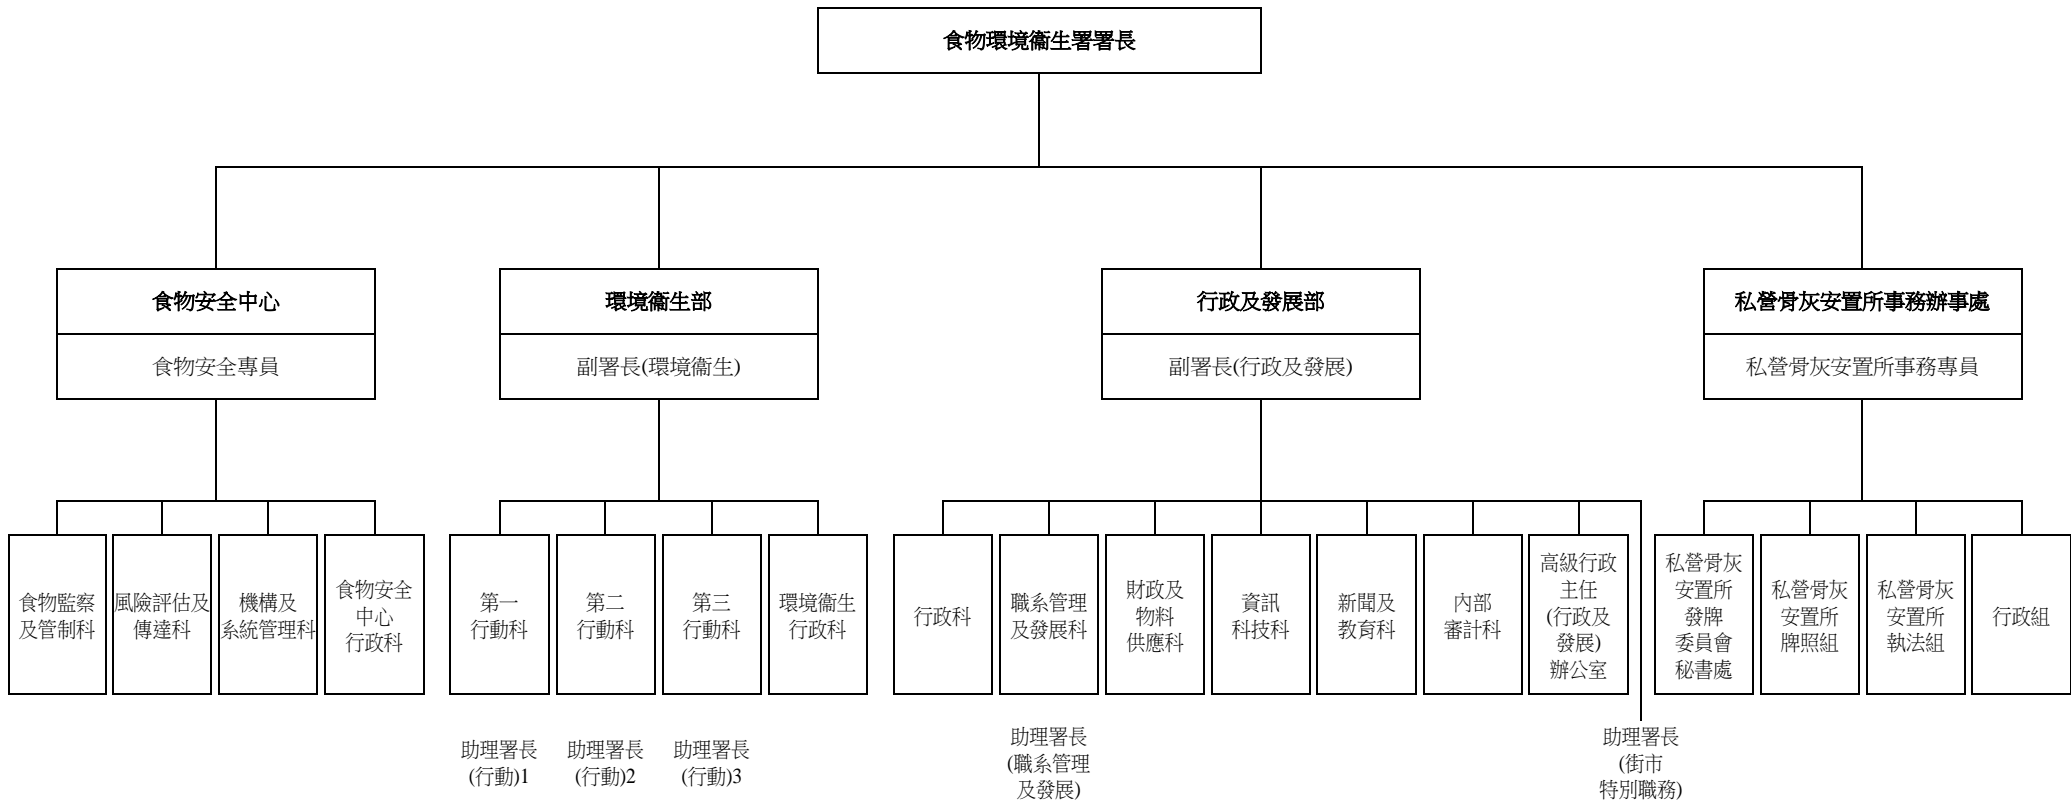 食物環境衞生署署長
食物安全中心
食物安全專員
環境衞生部
副署長(環境衞生)
行政及發展部
副署長(行政及發展)
私營骨灰安置所事務辦事處
私營骨灰安置所事務專員
食物監察
及管制科
風險評估及
傳達科
機構及
系統管理科
食物安全
中心
行政科
第一
行動科
第二
行動科
第三
行動科
環境衞生
行政科
行政科
職系管理
及發展科
財政及
物料
供應科
資訊
科技科
新聞及
教育科
內部
審計科
高級行政
主任
(行政及
發展)
辦公室
私營骨灰
安置所
發牌
委員會
秘書處
私營骨灰
安置所
牌照組
私營骨灰
安置所
執法組
行政組
助理署長
(行動)1
助理署長
(行動)2
助理署長
(行動)3
助理署長
(職系管理
及發展)
助理署長
(街市
特別職務)